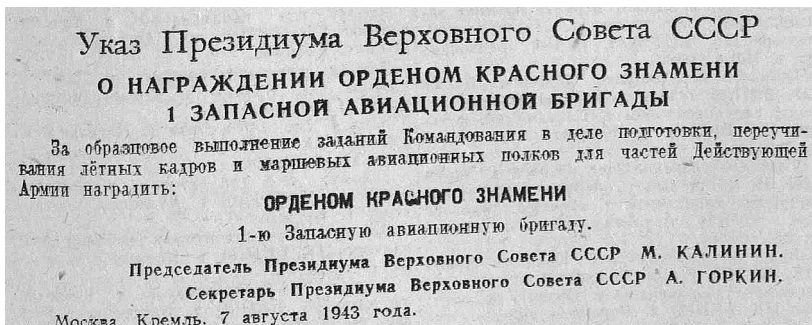 Указ Президиума Верховного Совета СССР
О НАГРАЖДЕНИИ ОРДЕНОМ КРАСНОГО ЗНАМЕНИ
1 ЗАПАСНОЙ АВИАЦИОННОЙ БРИГАДЫ
За образцовое выполнение заданий Командования в деле подготовки, переучи-
вания лётных кадров и маршевых авиационных полков для частей Действующей
Армии наградить:
ОРДЕНОМ КРАСНОГО ЗНАМЕНИ
1-ю Запасную авиационную бригаду.
Председатель Президиума Верховного Совета СССР М. КАЛИНИН.
Секретарь Президиума Верховного Совета СССР А. ГОРКИН.
Москва, Кремль. 7 августа 1943 года.